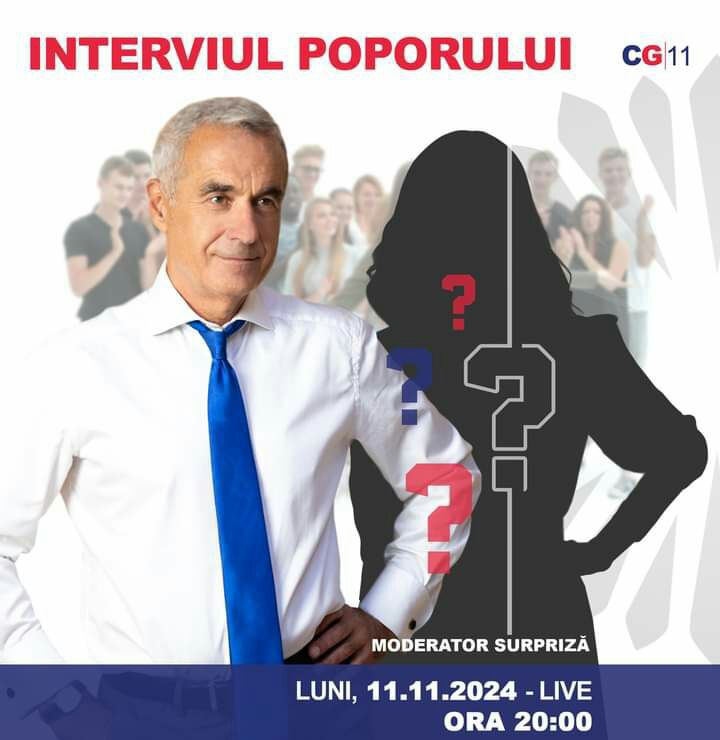 INTERVIUL POPORULUI
CG|11
MODERATOR SURPRIZĂ
LUNI, 11.11.2024 - LIVE
ORA 20:00